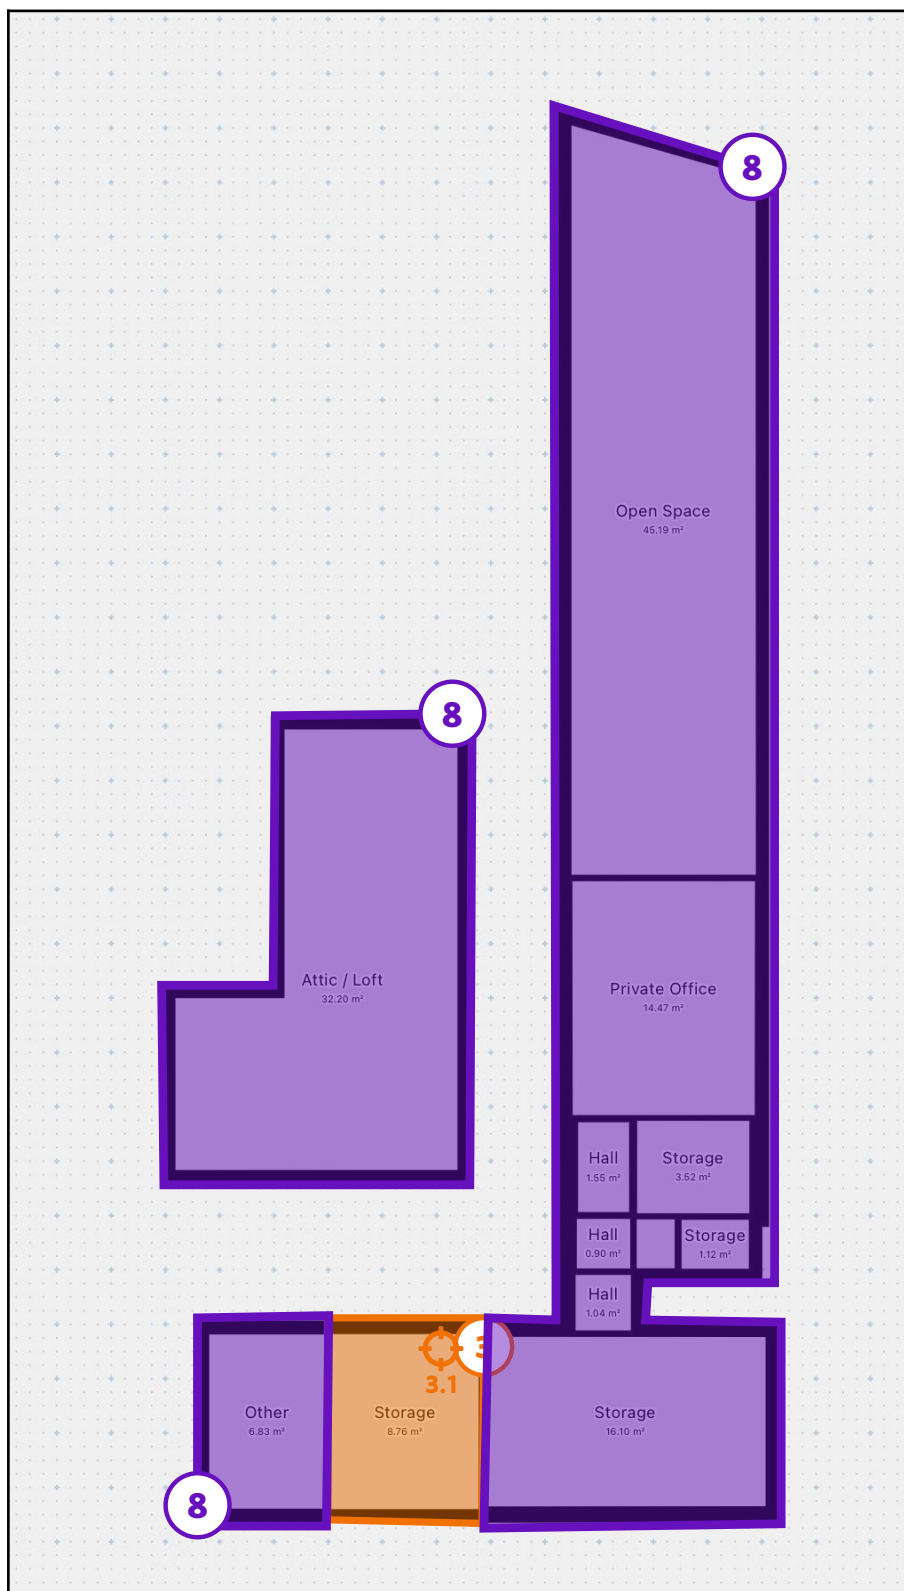 8
Open Space
45.19 m²
8
Attic / Loft
32.20 m²
Private Office
14.47 m²
Hall
1.55 m²
Storage
3.52 m²
Hall
0.90 m²
Storage
1.12 m²
Hall
1.04 m²
3
3.1
Other
6.83 m²
Storage
8.76 m²
Storage
16.10 m²
8